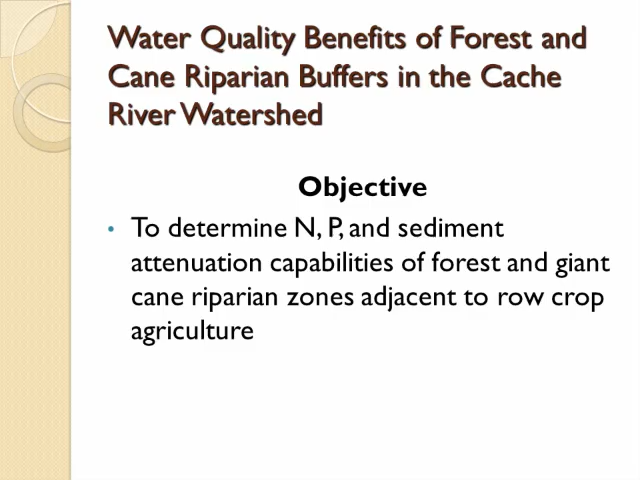 Water Quality Benefits of Forest and
Cane Riparian Buffers in the Cache
River Watershed
Objective
• To determine N, P, and sediment
attenuation capabilities of forest and giant
cane riparian zones adjacent to row crop
agriculture